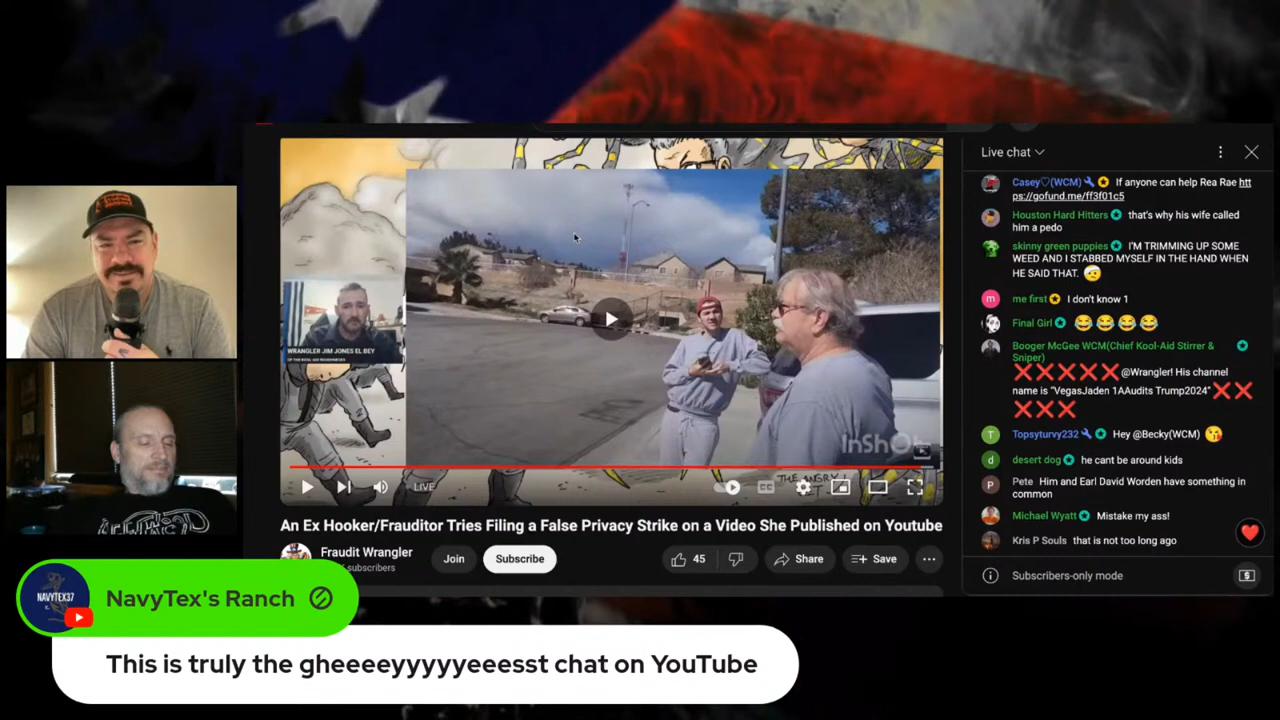 Live chat
Casey♡(WCM) If anyone can help Rea Rae htt
ps://gofund.me/ff3f01c5
Houston Hard Hitters that's why his wife called
him a pedo
skinny green puppies I'M TRIMMING UP SOME
WEED AND I STABBED MYSELF IN THE HAND WHEN
HE SAID THAT.
me first I don't know 1
Final Girl
Booger McGee WCM(Chief Kool-Aid Stirrer &
Sniper)
@Wrangler! His channel
name is "VegasJaden 1AAudits Trump2024"
Topsyturvy232 Hey @Becky(WCM)
desert dog he cant be around kids
Pete Him and Earl David Worden have something in
common
Michael Wyatt Mistake my ass!
Kris P Souls that is not too long ago
Subscribers-only mode
WRANGLER JIM JONES EL BEY
InSh
THE ANGRY
LIVE
CC
An Ex Hooker/Frauditor Tries Filing a False Privacy Strike on a Video She Published on Youtube
Fraudit Wrangler
subscribers
Join
Subscribe
45
Share
Save
NAVYTEX37
NavyTex's Ranch
This is truly the gheeeeyyyyyeeesst chat on YouTube